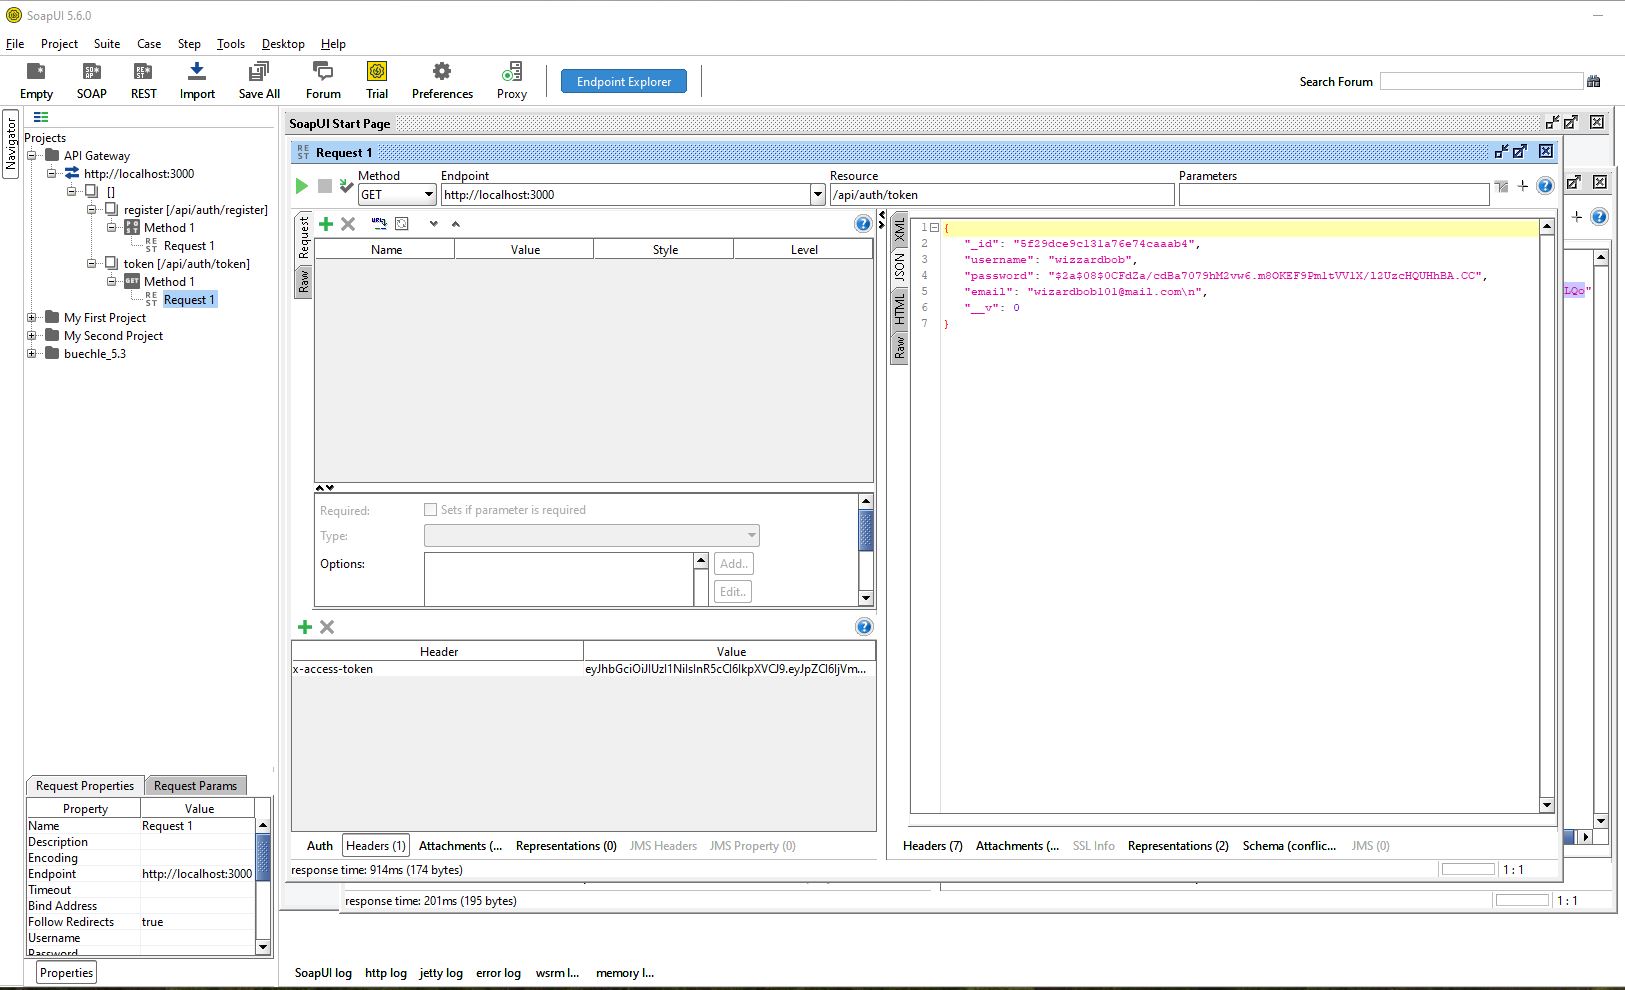 SoapUI 5.6.0
File Project Suite Case Step Tools Desktop Help
Empty SOAP REST Import Save All Forum Trial Preferences Proxy Endpoint Explorer Search Forum
Navigator
Projects
API Gateway
http://localhost:3000
[]
register [/api/auth/register]
Method 1
Request 1
token [/api/auth/token]
Method 1
Request 1
My First Project
My Second Project
buechle_5.3
Request Properties Request Params
Property Value
Name Request 1
Description
Encoding
Endpoint http://localhost:3000
Timeout
Bind Address
Follow Redirects true
Username
Password
Properties
SoapUI Start Page
REST Request 1
Method Endpoint Resource Parameters
GET http://localhost:3000 /api/auth/token
Request
Raw
Name Value Style Level
Required: Sets if parameter is required
Type:
Options: Add..
Edit..
Header Value
x-access-token
Auth Headers (1) Attachments (... Representations (0) JMS Headers JMS Property (0)
response time: 914ms (174 bytes)
XML
JSON
HTML
Raw
1 {
2 "_id": "5f29dce9c131a76e74caaab4",
3 "username": "wizzardbob",
4 "password": "$2a$08$0CFdZa/cdBa7079hM2vw6.m8OKEF9Pm1tVV1X/12UzcHQUHhBA.CC",
5 "email": "wizardbob101@mail.com\n",
6 "__v": 0
7 }
LQo"
Headers (7) Attachments (... SSL Info Representations (2) Schema (conflic... JMS (0)
1 : 1
response time: 201ms (195 bytes)
1 : 1
SoapUI log http log jetty log error log wsrm l... memory l...